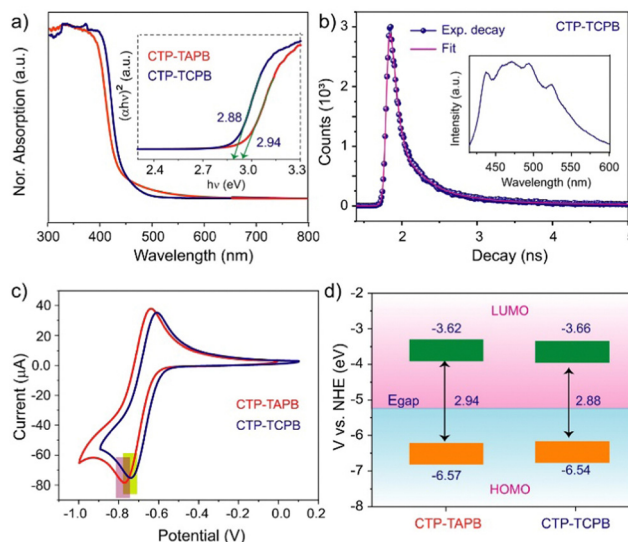 a)
Nor. Absorption (a.u.)
(αhν)² (a.u.)
CTP-TAPB
CTP-TCPB
2.88
2.94
2.4 2.7 3.0 3.3
hν (eV)
300 400 500 600 700 800
Wavelength (nm)
b)
CTP-TCPB
Exp. decay
Fit
Counts (10³)
3
2
1
0
Intensity (a.u.)
450 500 550 600
Wavelength (nm)
2 3 4
Decay (ns)
c)
Current (µA)
40
20
0.0
-20
-40
-60
-80
CTP-TAPB
CTP-TCPB
-1.0 -0.8 -0.6 -0.4 -0.2 0.0 0.2
Potential (V)
d)
V vs. NHE (eV)
-2
-3
-4
-5
-6
-7
-8
LUMO
-3.62 -3.66
Egap 2.94 2.88
-6.57 -6.54
HOMO
CTP-TAPB CTP-TCPB